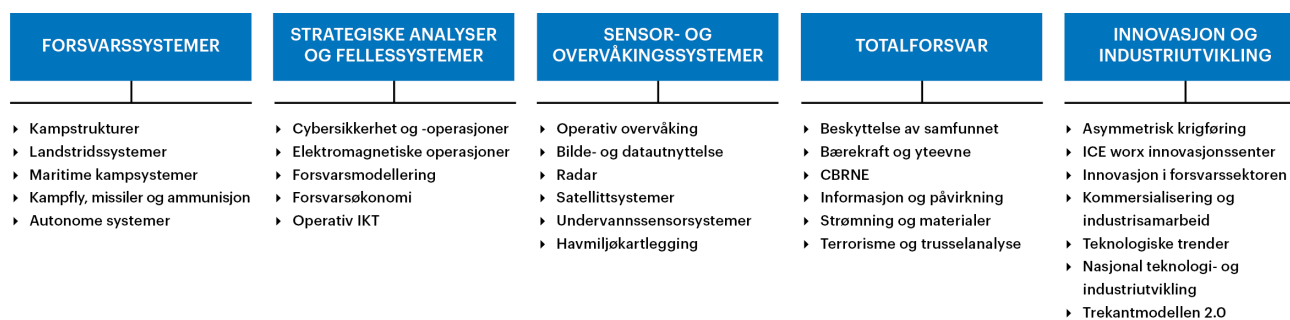 FORSVARSSYSTEMER
Kampstrukturer
Landstridssystemer
Maritime kampsystemer
Kampfly, missiler og ammunisjon
Autonome systemer
STRATEGISKE ANALYSER
OG FELLESSYSTEMER
Cybersikkerhet og -operasjoner
Elektromagnetiske operasjoner
Forsvarsmodellering
Forsvarsøkonomi
Operativ IKT
SENSOR- OG
OVERVÅKINGSSYSTEMER
Operativ overvåking
Bilde- og datautnyttelse
Radar
Satellittsystemer
Undervannssensorsystemer
Havmiljøkartlegging
TOTALFORSVAR
Beskyttelse av samfunnet
Bærekraft og yteevne
CBRNE
Informasjon og påvirkning
Strømning og materialer
Terrorisme og trusselanalyse
INNOVASJON OG
INDUSTRIUTVIKLING
Asymmetrisk krigføring
ICE worx innovasjonssenter
Innovasjon i forsvarssektoren
Kommersialisering og
industrisamarbeid
Teknologiske trender
Nasjonal teknologi- og
industriutvikling
Trekantmodellen 2.0